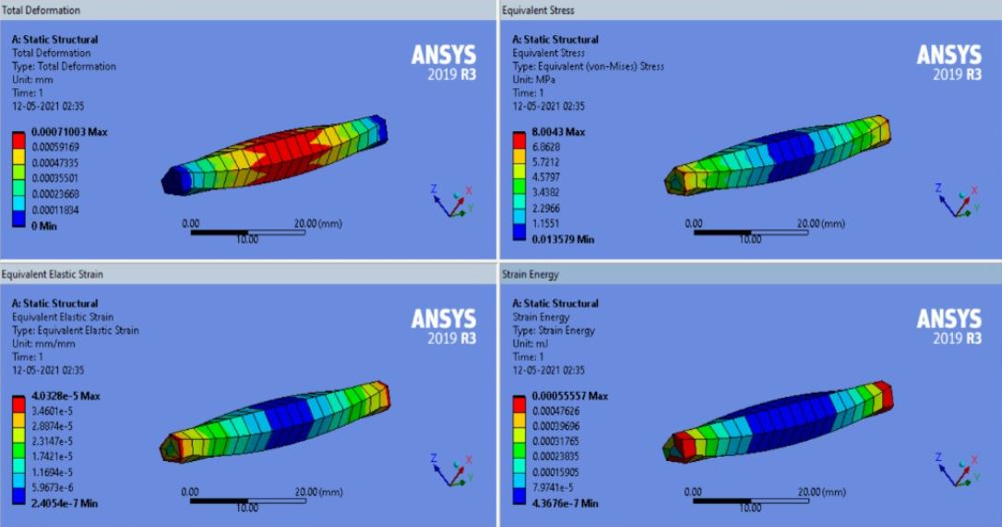 Total Deformation
A: Static Structural
Total Deformation
Type: Total Deformation
Unit: mm
Time: 1
12-05-2021 02:35
ANSYS
2019 R3
0.00071003 Max
0.00059169
0.00047335
0.00035501
0.00023668
0.00011834
0 Min
Z
X
Y
0.00
20.00 (mm)
10.00
Equivalent Stress
A: Static Structural
Equivalent Stress
Type: Equivalent (von-Mises) Stress
Unit: MPa
Time: 1
12-05-2021 02:35
ANSYS
2019 R3
8.0043 Max
6.8628
5.7212
4.5797
3.4382
2.2966
1.1551
0.013579 Min
Z
X
Y
0.00
20.00 (mm)
10.00
Equivalent Elastic Strain
A: Static Structural
Equivalent Elastic Strain
Type: Equivalent Elastic Strain
Unit: mm/mm
Time: 1
12-05-2021 02:35
ANSYS
2019 R3
4.0328e-5 Max
3.4601e-5
2.8874e-5
2.3147e-5
1.7421e-5
1.1694e-5
5.9673e-6
2.4054e-7 Min
Z
X
Y
0.00
20.00 (mm)
10.00
Strain Energy
A: Static Structural
Strain Energy
Type: Strain Energy
Unit: mJ
Time: 1
12-05-2021 02:35
ANSYS
2019 R3
0.00055557 Max
0.00047626
0.00039696
0.00031765
0.00023835
0.00015905
7.9741e-5
4.3676e-7 Min
Z
X
Y
0.00
20.00 (mm)
10.00